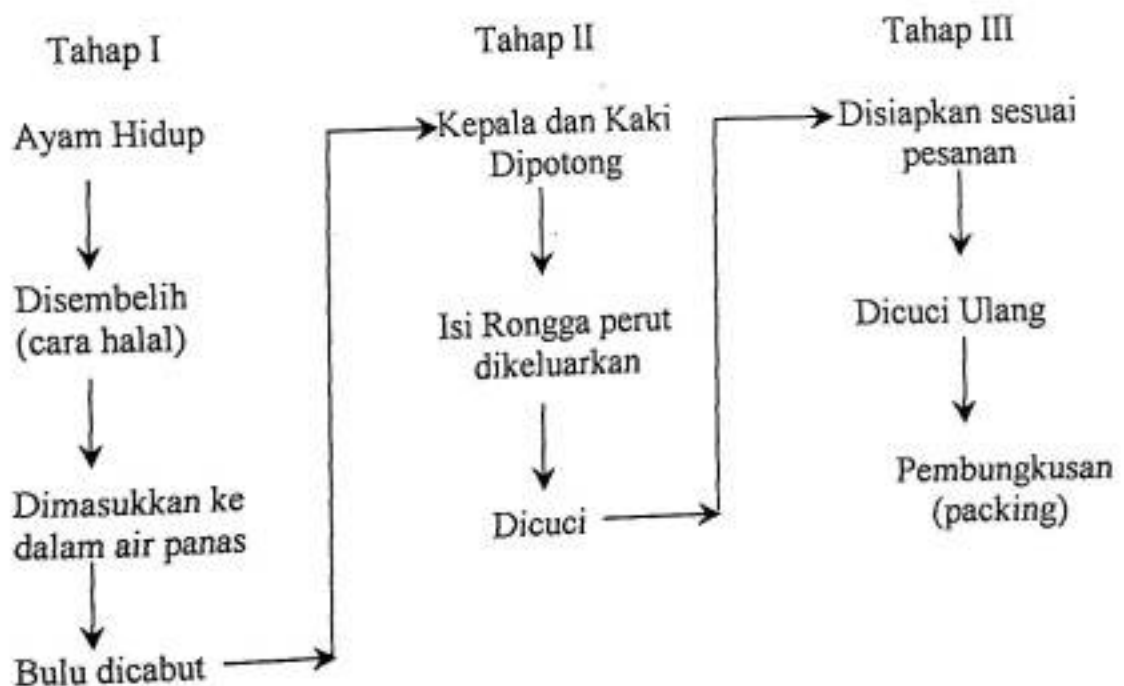 Tahap I
Ayam Hidup
Disembelih
(cara halal)
Dimasukkan ke
dalam air panas
Bulu dicabut
Tahap II
Kepala dan Kaki
Dipotong
Isi Rongga perut
dikeluarkan
Dicuci
Tahap III
Disiapkan sesuai
pesanan
Dicuci Ulang
Pembungkusan
(packing)